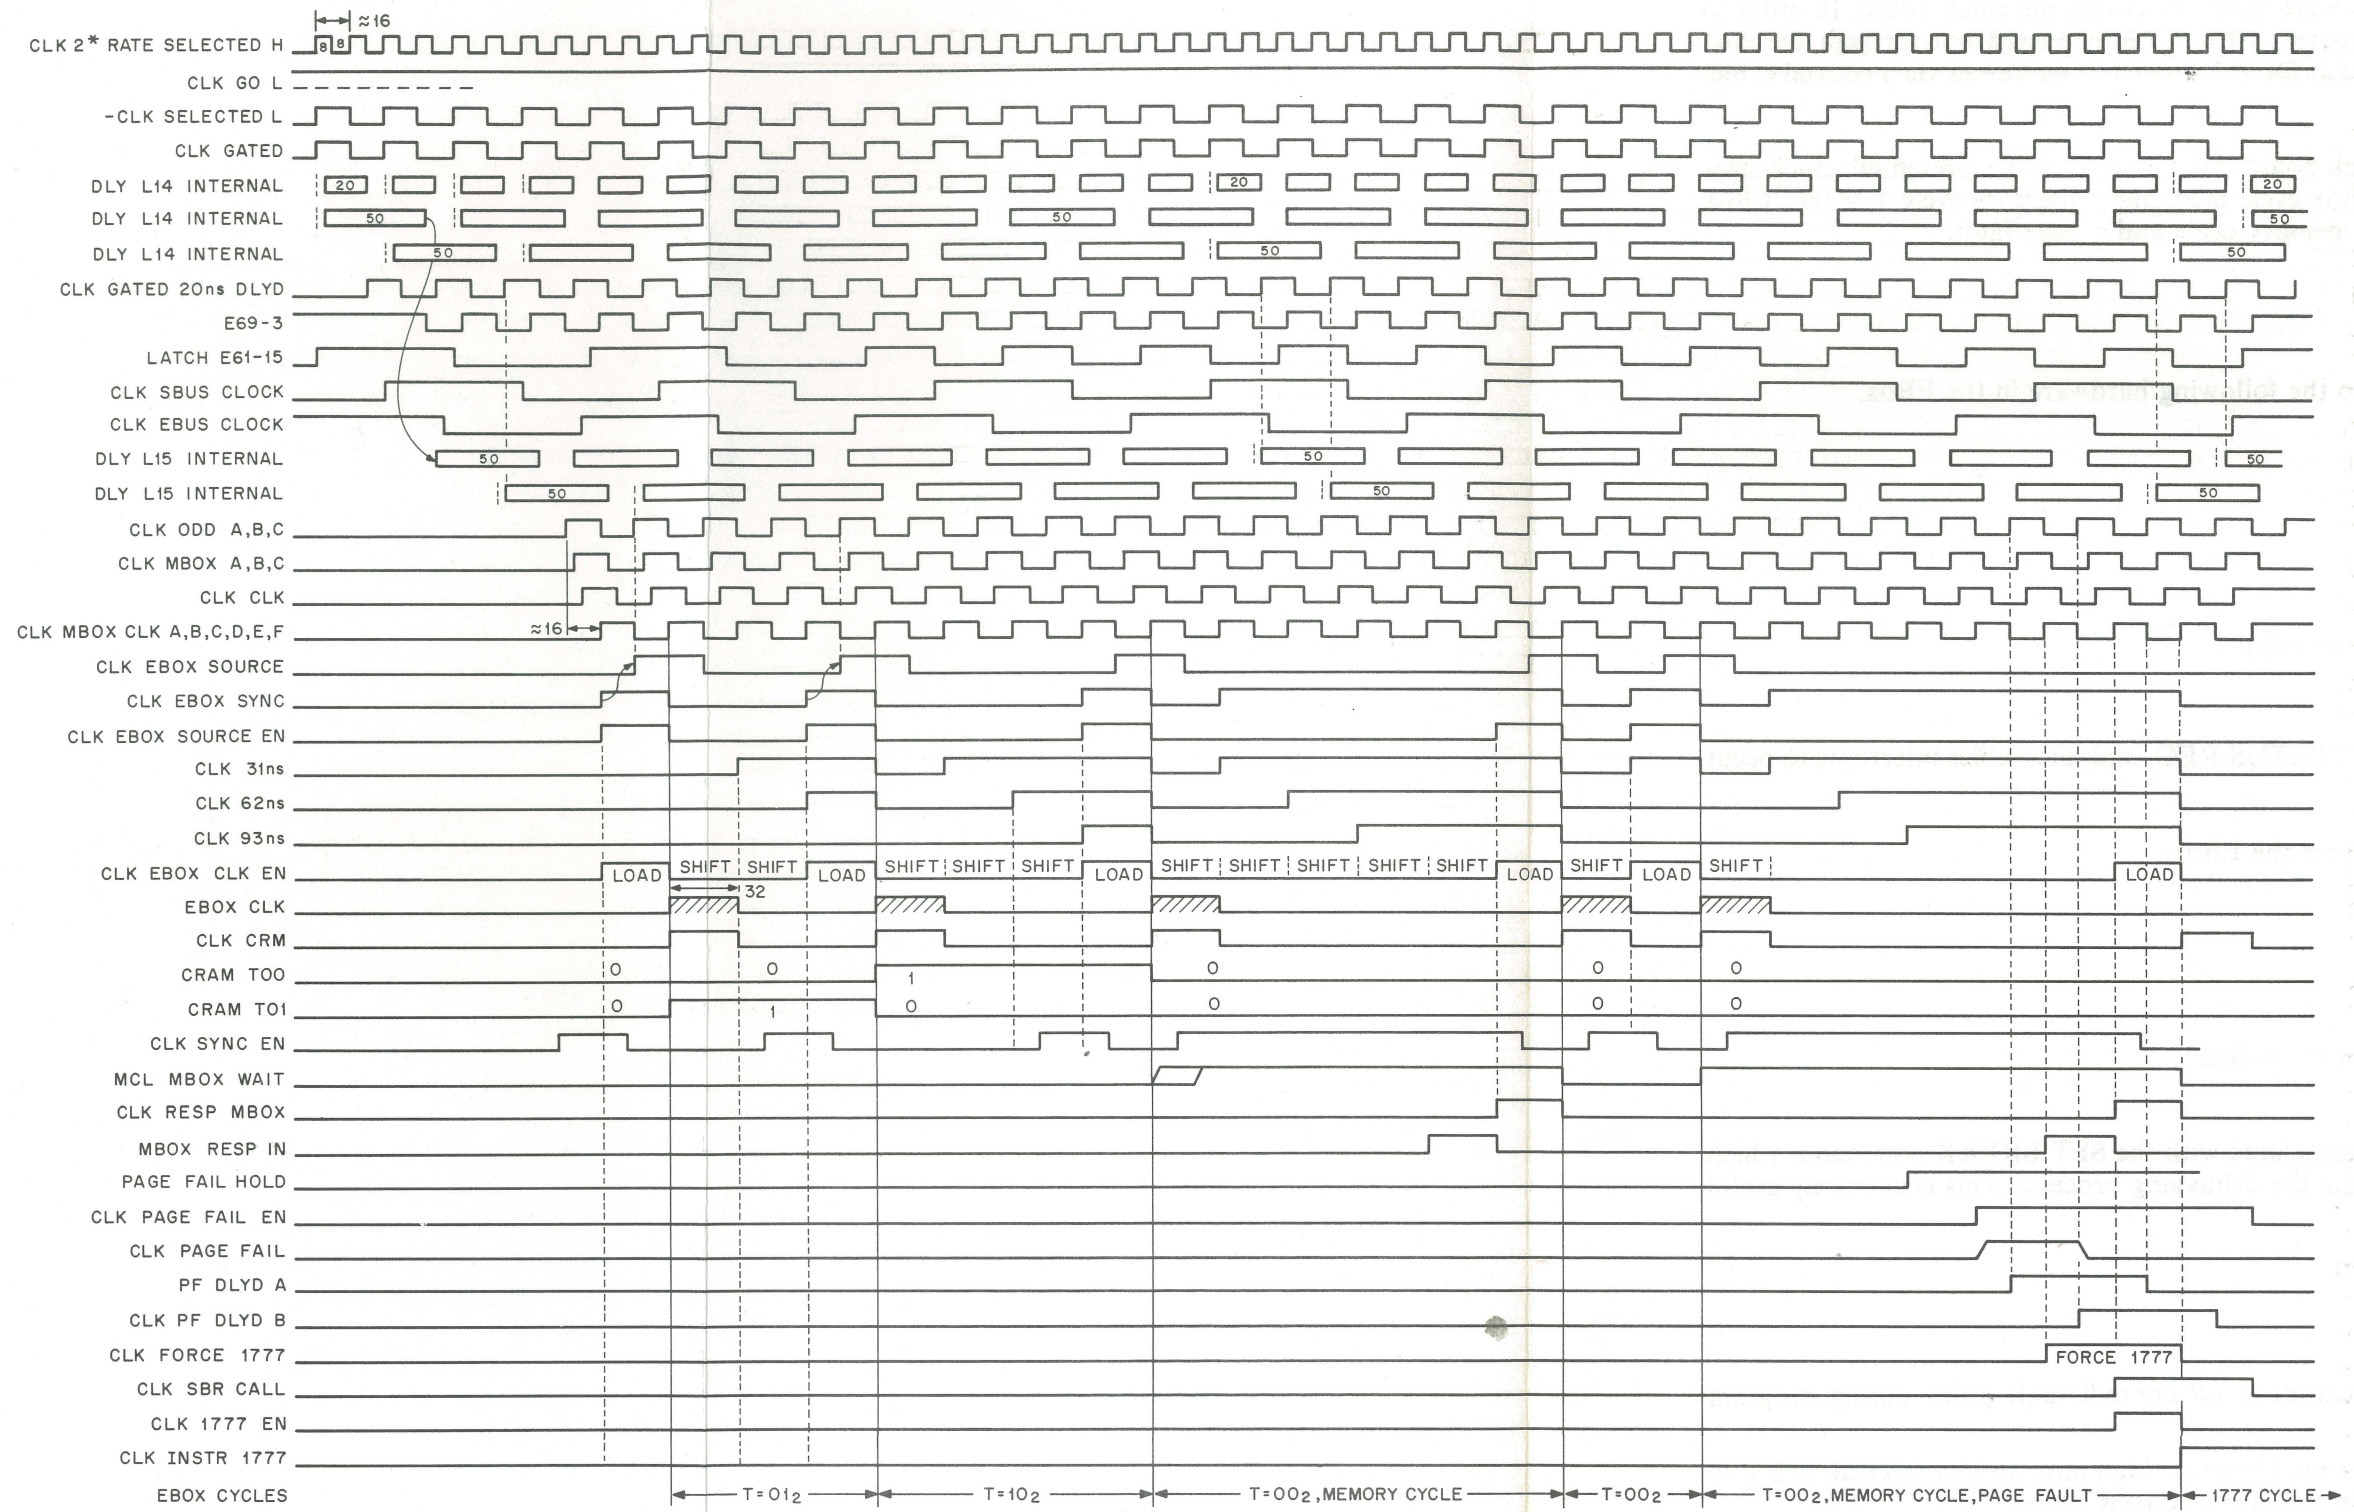 ≈16
CLK 2* RATE SELECTED H 8 8
CLK GO L
-CLK SELECTED L
CLK GATED
DLY L14 INTERNAL 20 20 20
DLY L14 INTERNAL 50 50 50
DLY L14 INTERNAL 50 50 50
CLK GATED 20ns DLYD
E69-3
LATCH E61-15
CLK SBUS CLOCK
CLK EBUS CLOCK
DLY L15 INTERNAL 50 50 50
DLY L15 INTERNAL 50 50 50
CLK ODD A,B,C
CLK MBOX A,B,C
CLK CLK
CLK MBOX CLK A,B,C,D,E,F ≈16
CLK EBOX SOURCE
CLK EBOX SYNC
CLK EBOX SOURCE EN
CLK 31ns
CLK 62ns
CLK 93ns
CLK EBOX CLK EN LOAD SHIFT SHIFT LOAD SHIFT SHIFT SHIFT LOAD SHIFT SHIFT SHIFT SHIFT SHIFT LOAD SHIFT LOAD SHIFT LOAD
32
EBOX CLK
CLK CRM
CRAM T00 0 0 1 0 0 0
CRAM T01 0 1 0 0 0 0
CLK SYNC EN
MCL MBOX WAIT
CLK RESP MBOX
MBOX RESP IN
PAGE FAIL HOLD
CLK PAGE FAIL EN
CLK PAGE FAIL
PF DLYD A
CLK PF DLYD B
CLK FORCE 1777 FORCE 1777
CLK SBR CALL
CLK 1777 EN
CLK INSTR 1777
EBOX CYCLES T=01₂ T=10₂ T=00₂,MEMORY CYCLE T=00₂ T=00₂,MEMORY CYCLE,PAGE FAULT 1777 CYCLE